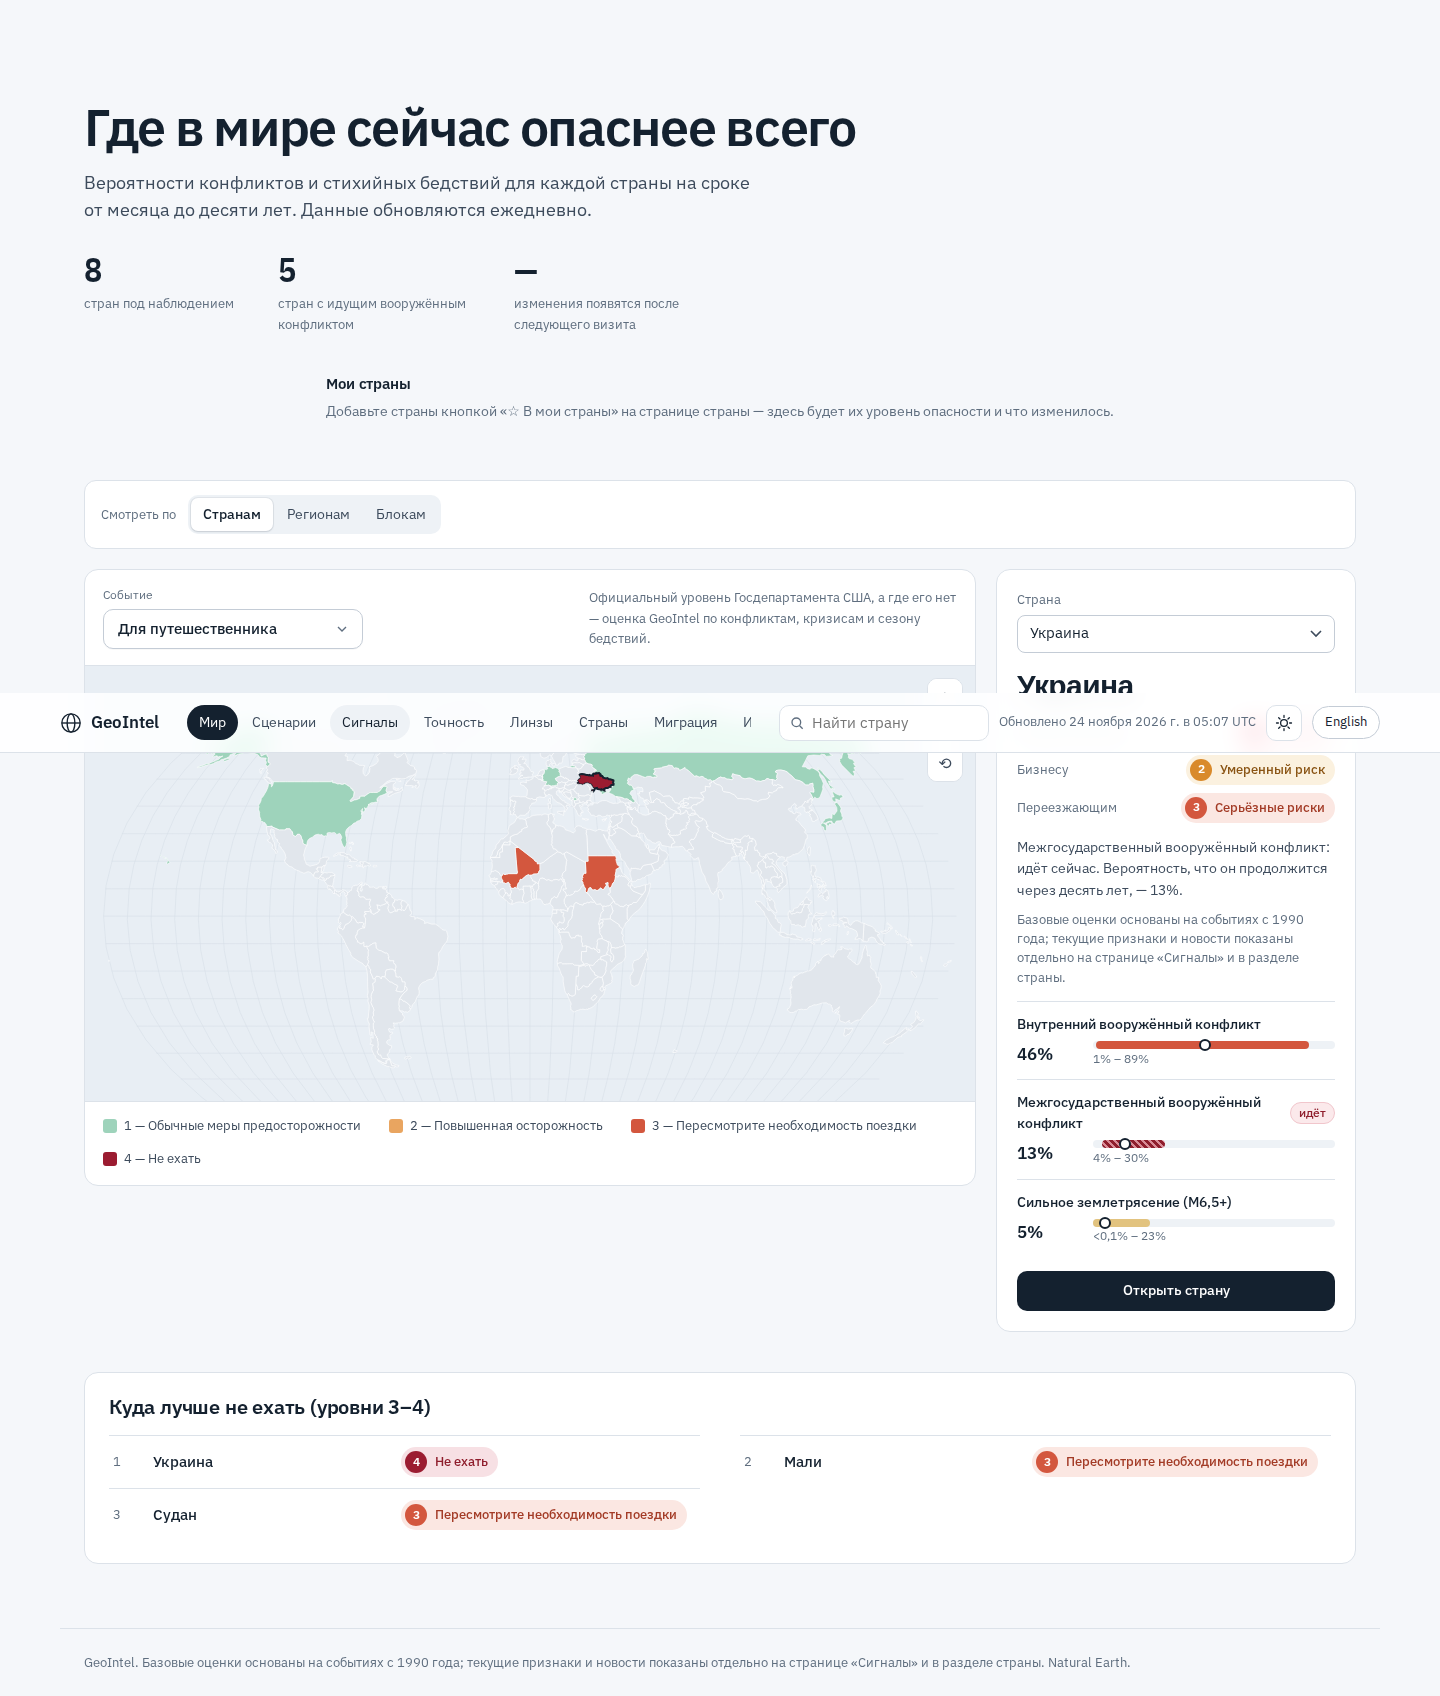 Где в мире сейчас опаснее всего
Вероятности конфликтов и стихийных бедствий для каждой страны на сроке
от месяца до десяти лет. Данные обновляются ежедневно.
8
стран под наблюдением
5
стран с идущим вооружённым
конфликтом
—
изменения появятся после
следующего визита
Мои страны
Добавьте страны кнопкой «☆ В мои страны» на странице страны — здесь будет их уровень опасности и что изменилось.
Смотреть по
Странам
Регионам
Блокам
Событие
Для путешественника
Официальный уровень Госдепартамента США, а где его нет
— оценка GeoIntel по конфликтам, кризисам и сезону
бедствий.
Страна
Украина
Украина
GeoIntel
Мир
Сценарии
Сигналы
Точность
Линзы
Страны
Миграция
И
Найти страну
Обновлено 24 ноября 2026 г. в 05:07 UTC
English
Бизнесу
2 Умеренный риск
Переезжающим
3 Серьёзные риски
Межгосударственный вооружённый конфликт:
идёт сейчас. Вероятность, что он продолжится
через десять лет, — 13%.
Базовые оценки основаны на событиях с 1990
года; текущие признаки и новости показаны
отдельно на странице «Сигналы» и в разделе
страны.
Внутренний вооружённый конфликт
46%
1% – 89%
Межгосударственный вооружённый
конфликт
идёт
13%
4% – 30%
Сильное землетрясение (M6,5+)
5%
<0,1% – 23%
Открыть страну
1 — Обычные меры предосторожности
2 — Повышенная осторожность
3 — Пересмотрите необходимость поездки
4 — Не ехать
Куда лучше не ехать (уровни 3–4)
1 Украина 4 Не ехать
2 Мали 3 Пересмотрите необходимость поездки
3 Судан 3 Пересмотрите необходимость поездки
GeoIntel. Базовые оценки основаны на событиях с 1990 года; текущие признаки и новости показаны отдельно на странице «Сигналы» и в разделе страны. Natural Earth.